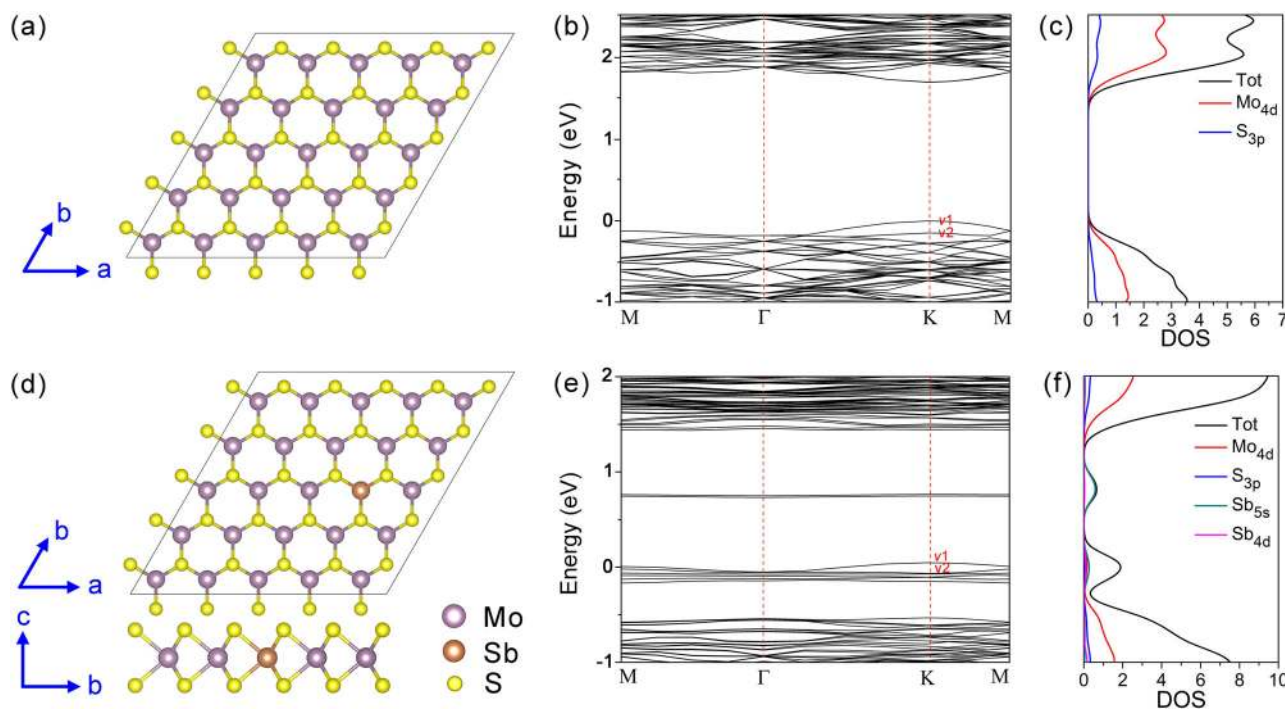 (a)
b
a
(b)
Energy (eV)
2
1
0
-1
v1
v2
M Γ K M
(c)
Tot
Mo4d
S3p
0 1 2 3 4 5 6 7
DOS
(d)
b
a
c
b
Mo
Sb
S
(e)
Energy (eV)
2
1
0
-1
v1
v2
M Γ K M
(f)
Tot
Mo4d
S3p
Sb5s
Sb4d
0 2 4 6 8 10
DOS